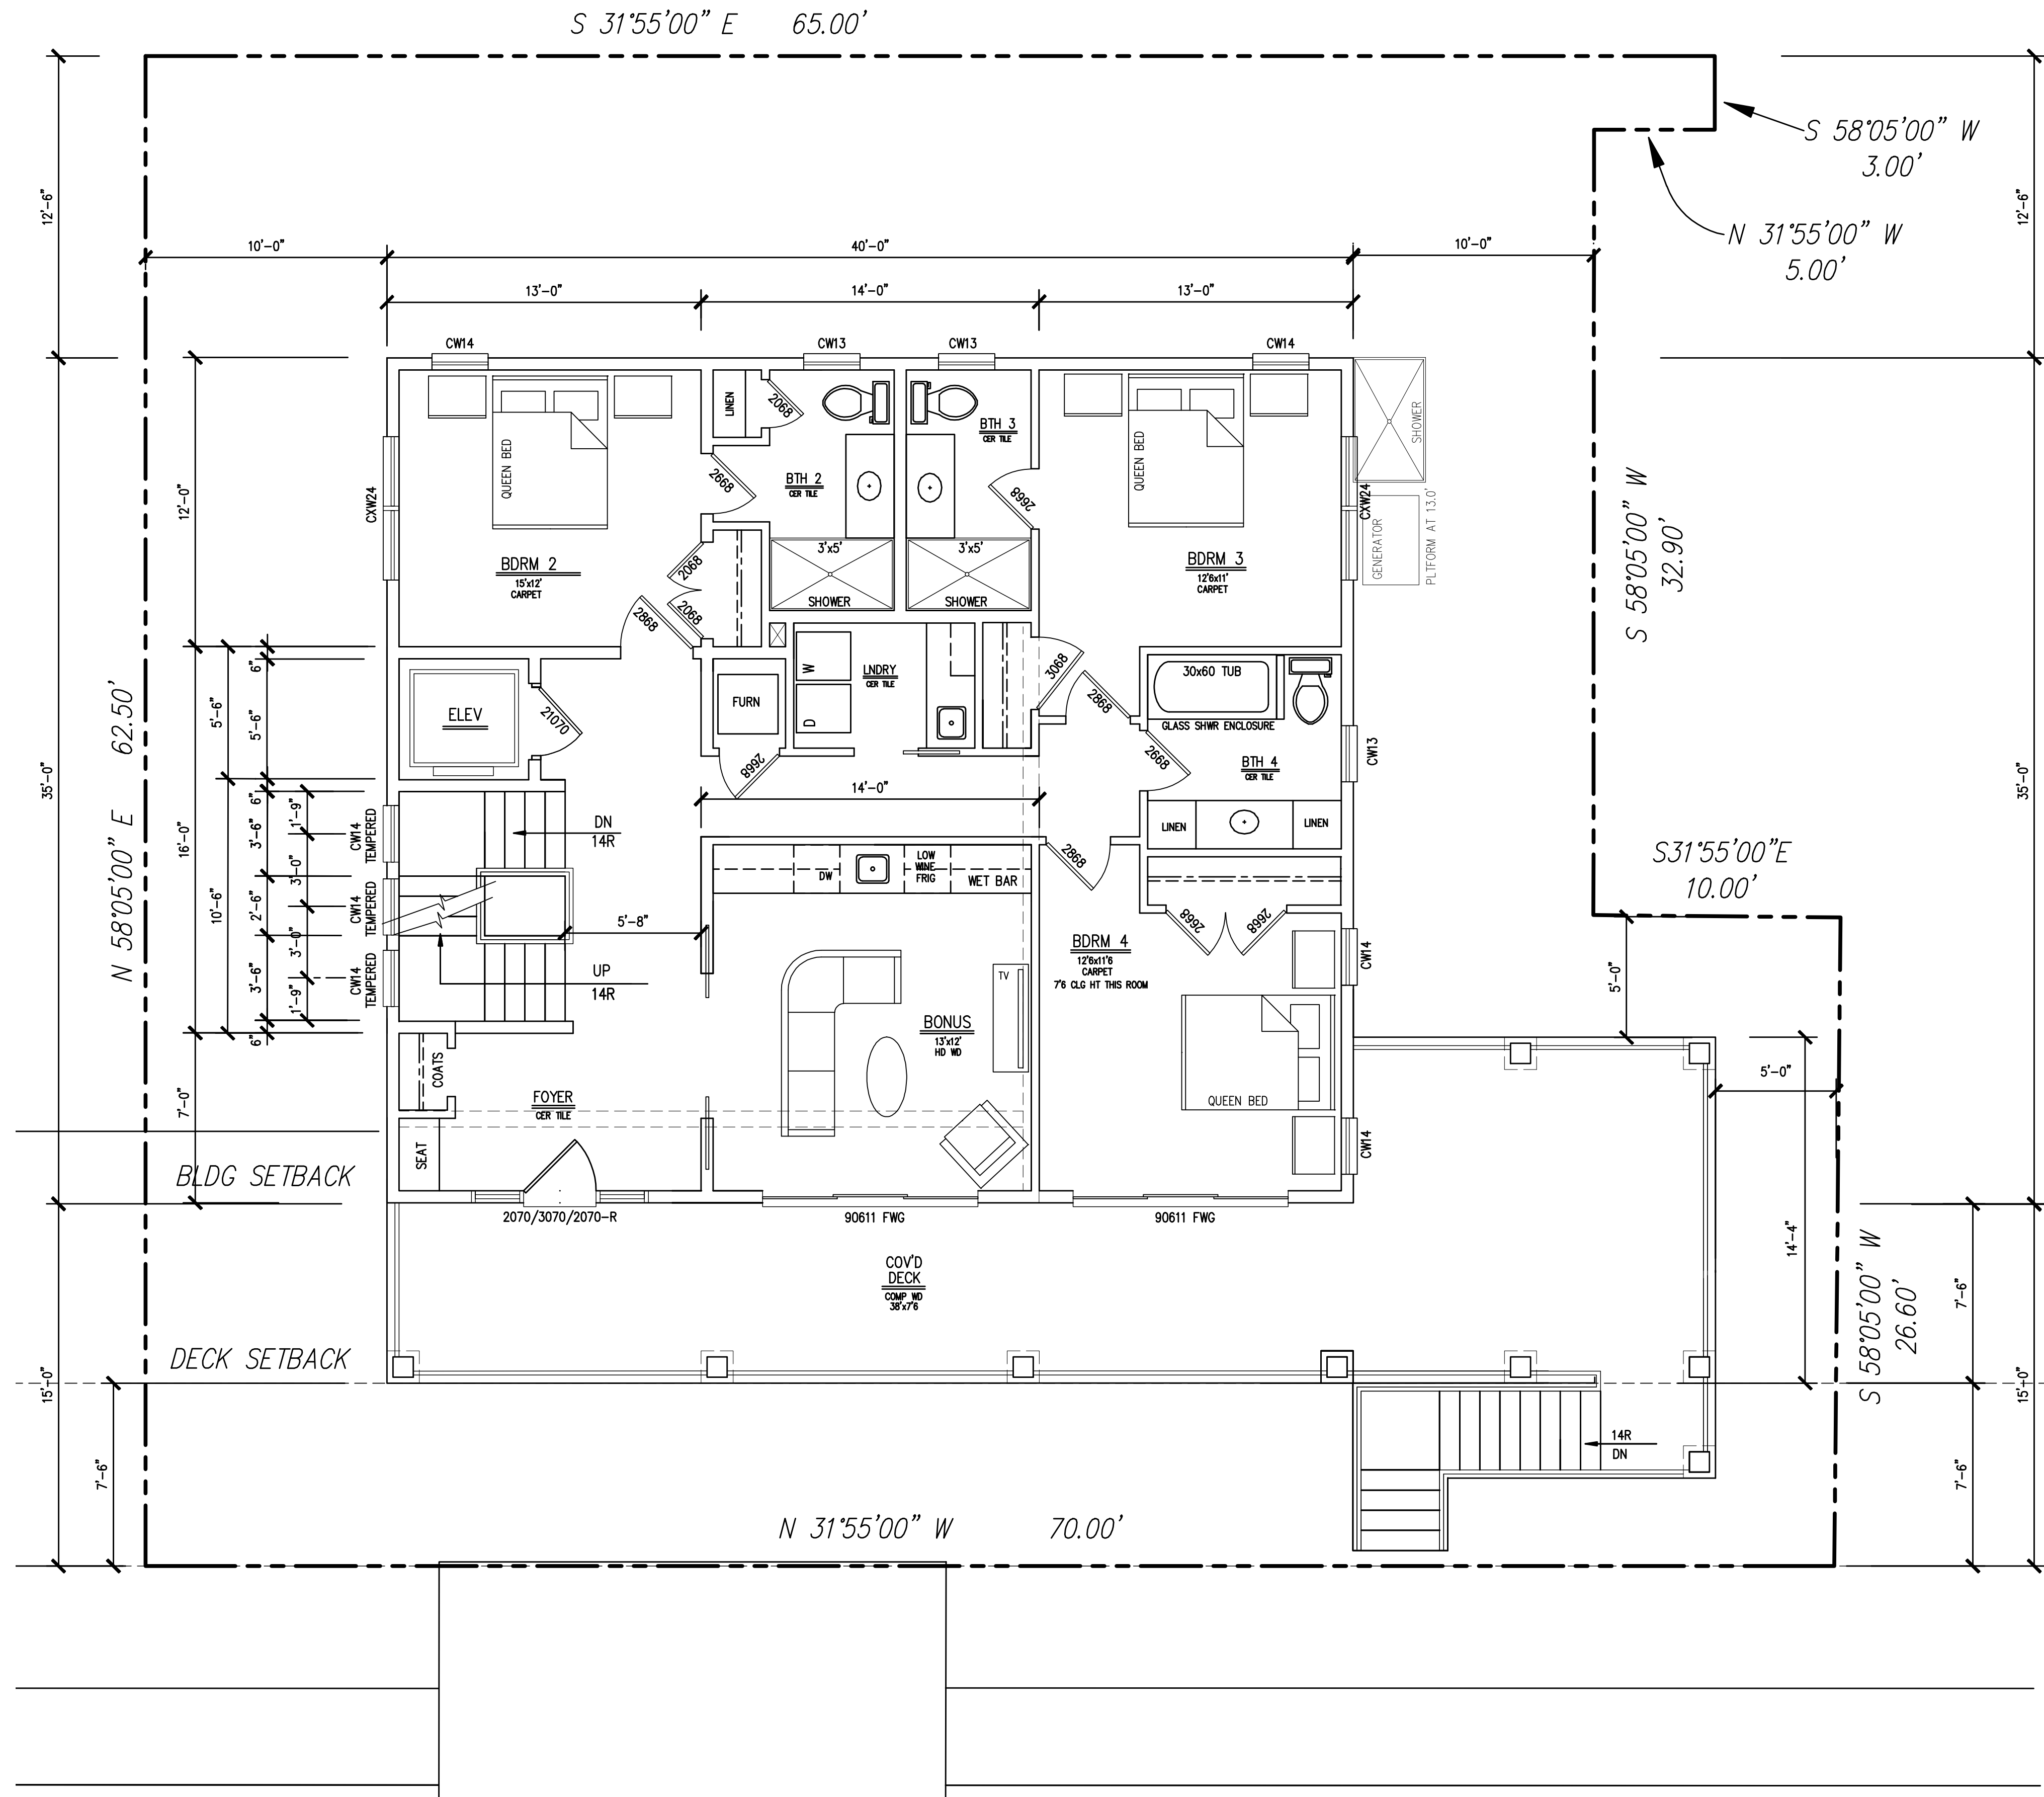 S 31°55'00" E 65.00'
S 58°05'00" W
3.00'
N 31°55'00" W
5.00'
12'-6"
12'-6"
10'-0"
40'-0"
10'-0"
13'-0"
14'-0"
13'-0"
CW14
CW13
CW13
CW14
LINEN
2068
BTH 3
CER TILE
SHOWER
QUEEN BED
QUEEN BED
2668
BTH 2
CER TILE
2668
CXW24
CXW24
GENERATOR
PLTFORM AT 13.0'
12'-0"
S 58°05'00" W
32.90'
3'x5'
3'x5'
BDRM 2
15'x12'
CARPET
2068
2068
SHOWER
SHOWER
BDRM 3
12'6x11'
CARPET
2868
6"
5'-6"
5'-6"
ELEV
21070
FURN
W
D
LNDRY
CER TILE
3068
2868
30x60 TUB
GLASS SHWR ENCLOSURE
2668
2668
BTH 4
CER TILE
CW13
N 58°05'00" E 62.50'
35'-0"
35'-0"
16'-0"
10'-6"
6"
3'-6"
2'-6"
3'-6"
6"
1'-9"
3'-0"
3'-0"
1'-9"
CW14
TEMPERED
CW14
TEMPERED
CW14
TEMPERED
14'-0"
DN
14R
LINEN
LINEN
2868
DW
LOW
WINE
FRIG
WET BAR
S31°55'00"E
10.00'
5'-8"
UP
14R
2668
2668
BDRM 4
12'6x11'6
CARPET
7'6 CLG HT THIS ROOM
CW14
5'-0"
TV
BONUS
13'x12'
HD WD
COATS
FOYER
CER TILE
QUEEN BED
5'-0"
7'-0"
SEAT
CW14
BLDG SETBACK
2070/3070/2070-R
90611 FWG
90611 FWG
14'-4"
COV'D
DECK
COMP WD
38'x7'6
S 58°05'00" W
26.60'
7'-6"
DECK SETBACK
15'-0"
15'-0"
14R
DN
7'-6"
7'-6"
N 31°55'00" W 70.00'